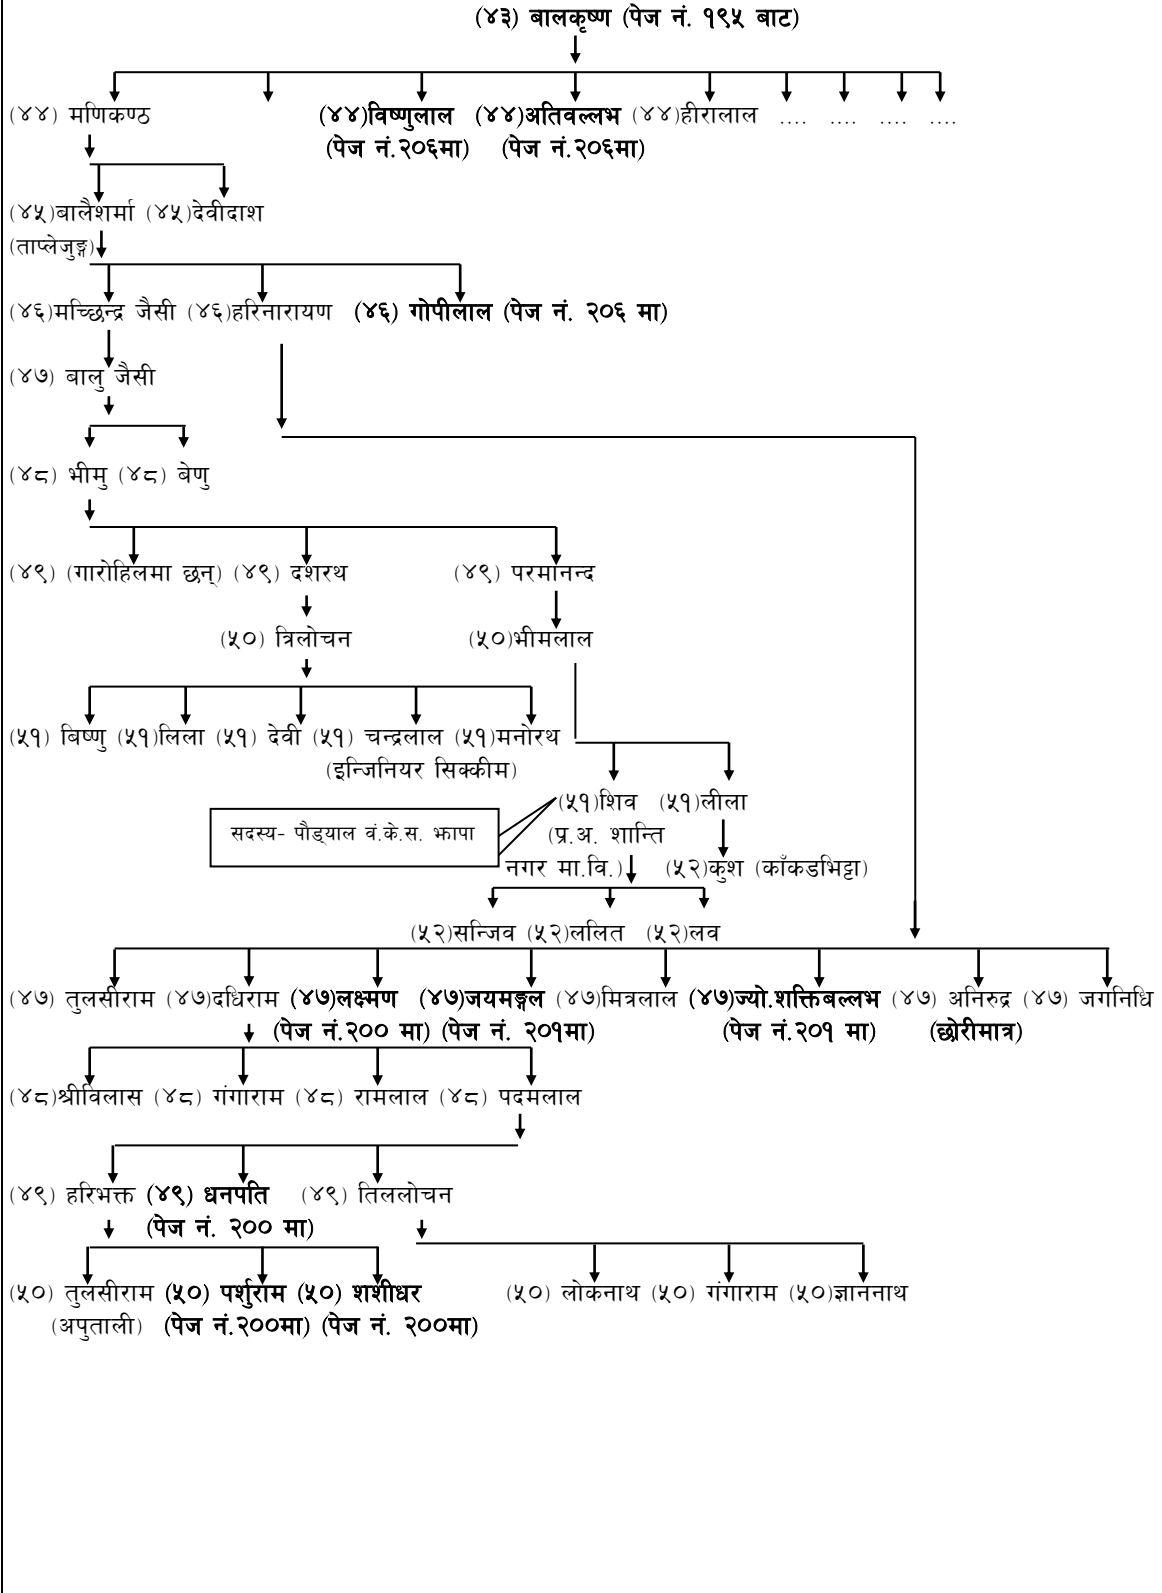 (४३) बालकृष्ण (पेज नं. १९५ बाट)
(४४) मणिकण्ठ (४४)विष्णुलाल (४४)अतिवल्लभ (४४)हीरालाल .... .... .... ....
(पेज नं.२०६मा) (पेज नं.२०६मा)
(४५)बालैशर्मा (४५)देवीदाश
(ताप्लेजुङ्ग)
(४६)मच्छिन्द्र जैसी (४६)हरिनारायण (४६) गोपीलाल (पेज नं. २०६ मा)
(४७) बालु जैसी
(४८) भीमु (४८) बेणु
(४९) (गारोहिलमा छन्) (४९) दशरथ (४९) परमानन्द
(५०) त्रिलोचन (५०)भीमलाल
(५१) बिष्णु (५१)लिला (५१) देवी (५१) चन्द्रलाल (५१)मनोरथ
(इन्जिनियर सिक्कीम)
(५१)शिव (५१)लीला
सदस्य- पौड्याल वं.के.स. झापा (प्र.अ. शान्ति
नगर मा.वि.) (५२)कुश (काँकडभिट्टा)
(५२)सन्जिव (५२)ललित (५२)लव
(४७) तुलसीराम (४७)दधिराम (४७)लक्ष्मण (४७)जयमङ्गल (४७)मित्रलाल (४७)ज्यो.शक्तिबल्लभ (४७) अनिरुद्र (४७) जगनिधि
(पेज नं.२०० मा) (पेज नं. २०१मा) (पेज नं.२०१ मा) (छोरीमात्र)
(४८)श्रीविलास (४८) गंगाराम (४८) रामलाल (४८) पदमलाल
(४९) हरिभक्त (४९) धनपति (४९) तिललोचन
(पेज नं. २०० मा)
(५०) तुलसीराम (५०) पर्शुराम (५०) शशीधर (५०) लोकनाथ (५०) गंगाराम (५०)ज्ञाननाथ
(अपुताली) (पेज नं.२००मा) (पेज नं. २००मा)